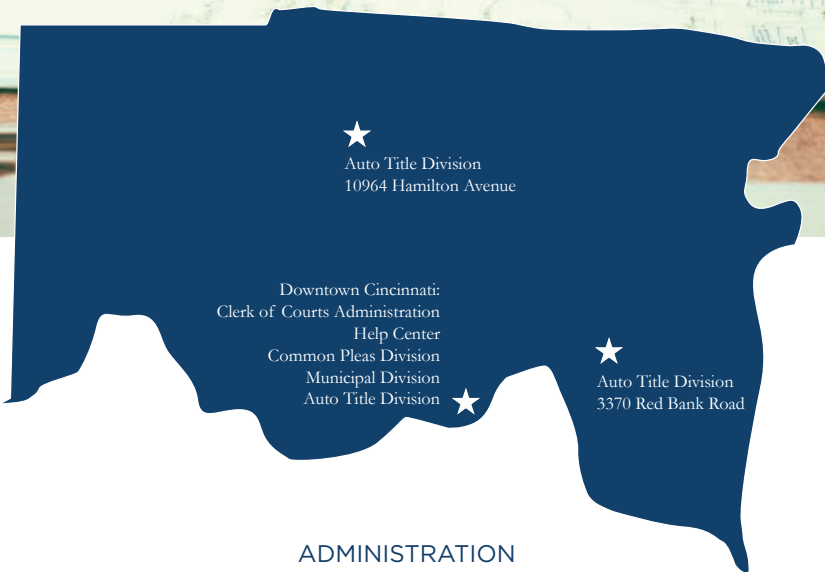 Auto Title Division
10964 Hamilton Avenue
Downtown Cincinnati:
Clerk of Courts Administration
Help Center
Common Pleas Division
Municipal Division
Auto Title Division
Auto Title Division
3370 Red Bank Road
ADMINISTRATION